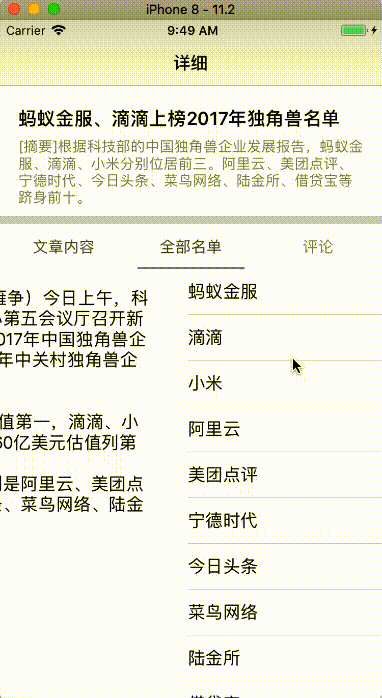 iPhone 8 - 11.2
Carrier 9:49 AM
详细
蚂蚁金服、滴滴上榜2017年独角兽名单
[摘要]根据科技部的中国独角兽企业发展报告，蚂蚁金
服、滴滴、小米分别位居前三。阿里云、美团点评、
宁德时代、今日头条、菜鸟网络、陆金所、借贷宝等
跻身前十。
文章内容 全部名单 评论
争）今日上午，科
第五会议厅召开新
017年中国独角兽企
年中关村独角兽企
值第一，滴滴、小
60亿美元估值列第
是阿里云、美团点
、菜鸟网络、陆金
蚂蚁金服
滴滴
小米
阿里云
美团点评
宁德时代
今日头条
菜鸟网络
陆金所